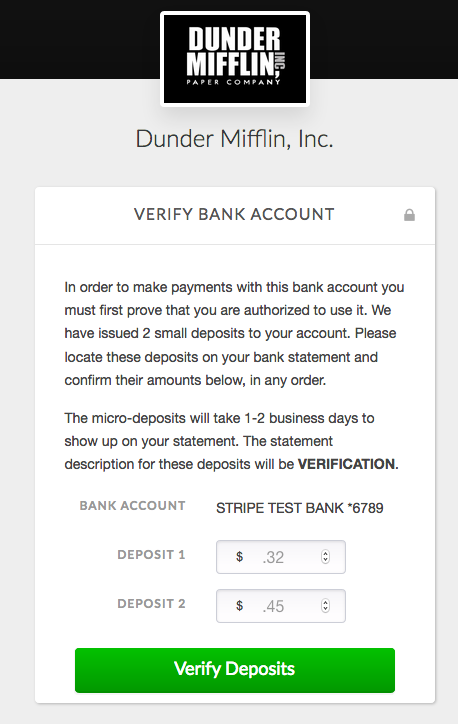 DUNDER
MIFFLIN, INC
PAPER COMPANY
Dunder Mifflin, Inc.
VERIFY BANK ACCOUNT
In order to make payments with this bank account you
must first prove that you are authorized to use it. We
have issued 2 small deposits to your account. Please
locate these deposits on your bank statement and
confirm their amounts below, in any order.
The micro-deposits will take 1-2 business days to
show up on your statement. The statement
description for these deposits will be VERIFICATION.
BANK ACCOUNT STRIPE TEST BANK *6789
DEPOSIT 1 $ .32
DEPOSIT 2 $ .45
Verify Deposits